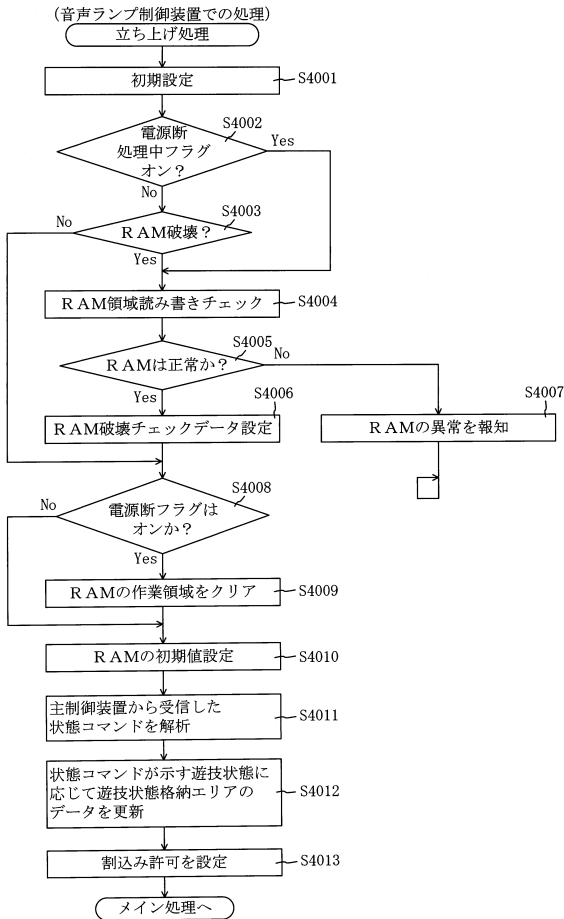 (音声ランプ制御装置での処理)
立ち上げ処理
初期設定
S4001
電源断
処理中フラグ
オン？
S4002
Yes
No
RAM破壊？
S4003
No
Yes
RAM領域読み書きチェック
S4004
RAMは正常か？
S4005
No
Yes
RAM破壊チェックデータ設定
S4006
RAMの異常を報知
S4007
電源断フラグは
オンか？
S4008
No
Yes
RAMの作業領域をクリア
S4009
RAMの初期値設定
S4010
主制御装置から受信した
状態コマンドを解析
S4011
状態コマンドが示す遊技状態に
応じて遊技状態格納エリアの
データを更新
S4012
割込み許可を設定
S4013
メイン処理へ